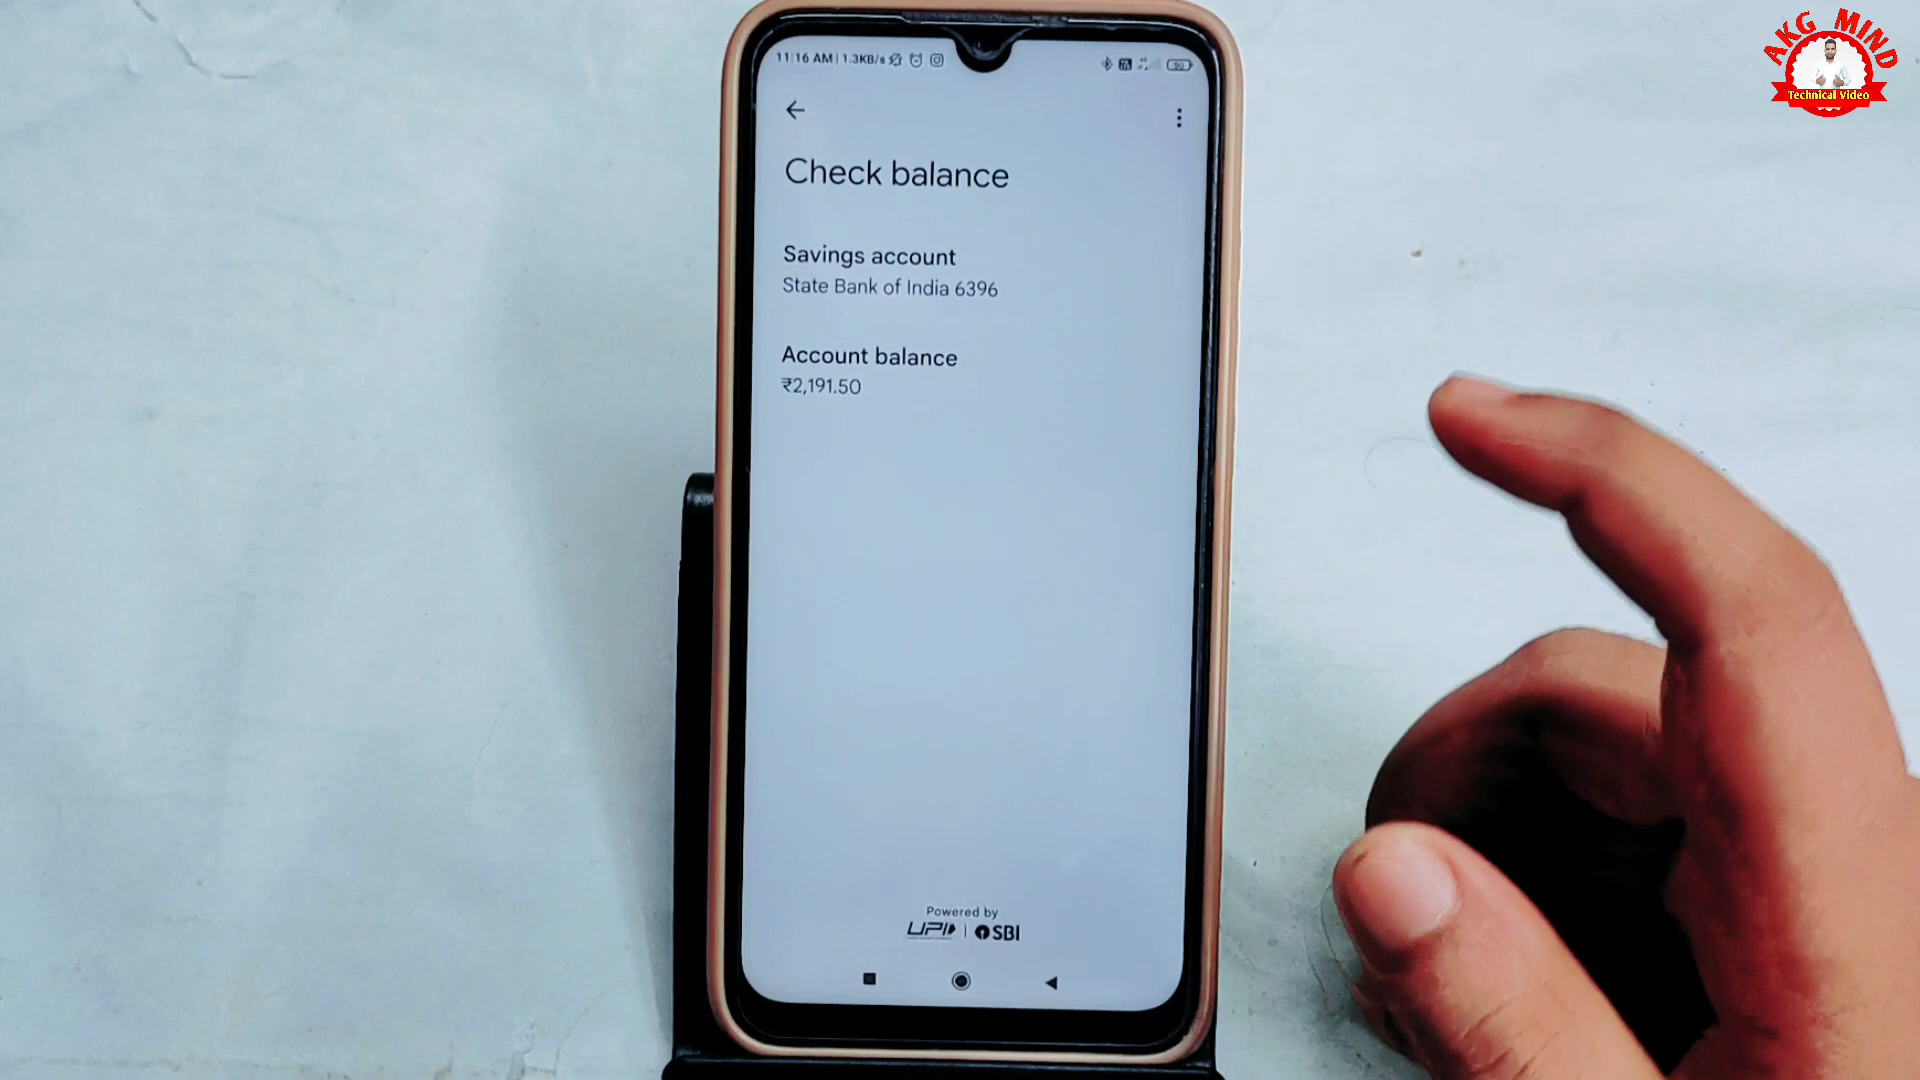 AKG MIND
Technical Video
11:16 AM | 1.3KB/s
Check balance
Savings account
State Bank of India 6396
Account balance
₹2,191.50
Powered by
UPI | SBI